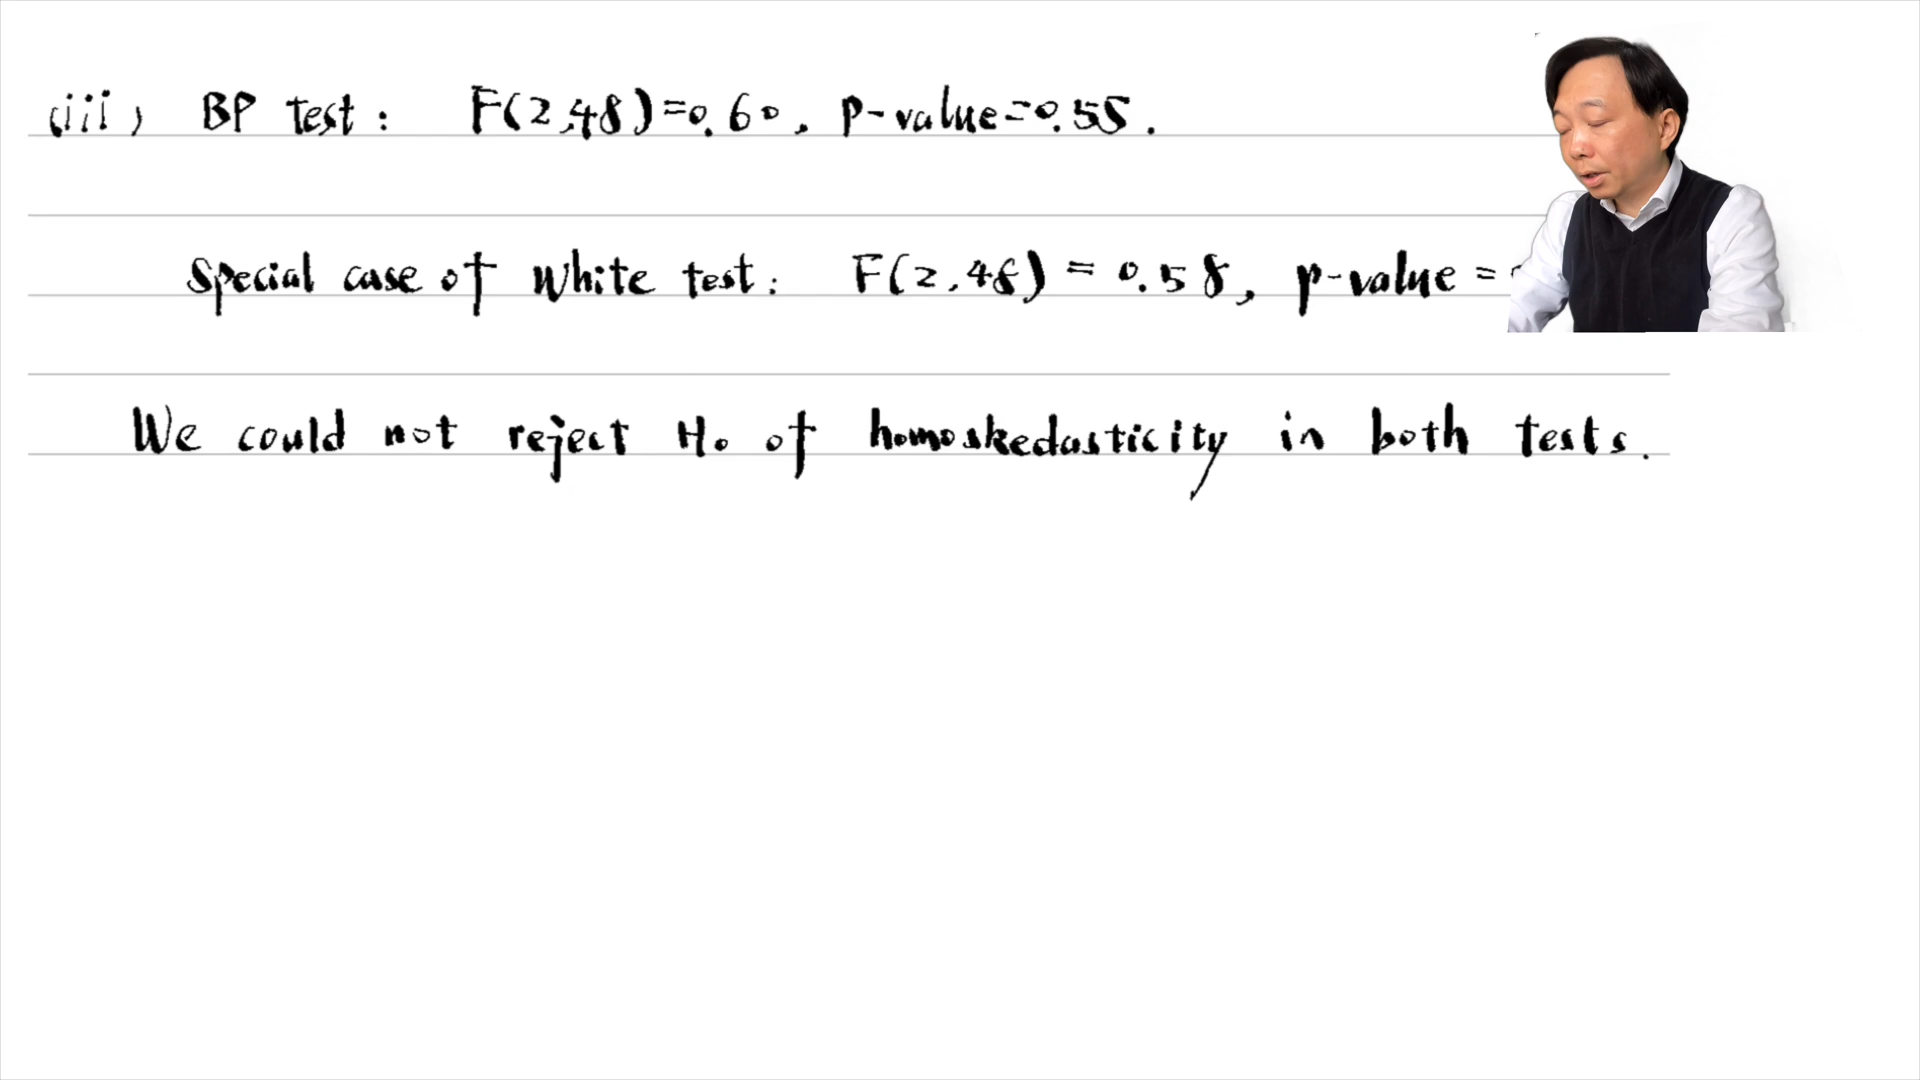 (iii) BP test: F(2,48)=0.60, p-value=0.55.
Special case of White test: F(2,48) = 0.58, p-value =
We could not reject H₀ of homoskedasticity in both tests.